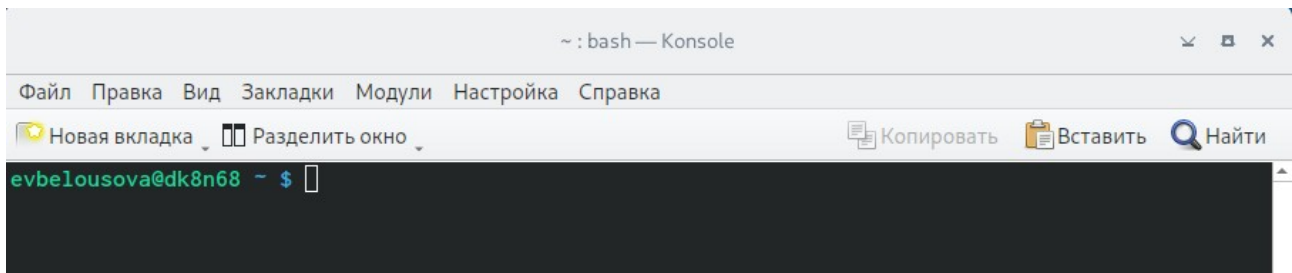 ~ : bash — Konsole
Файл Правка Вид Закладки Модули Настройка Справка
Новая вкладка Разделить окно Копировать Вставить Найти
evbelousova@dk8n68 ~ $